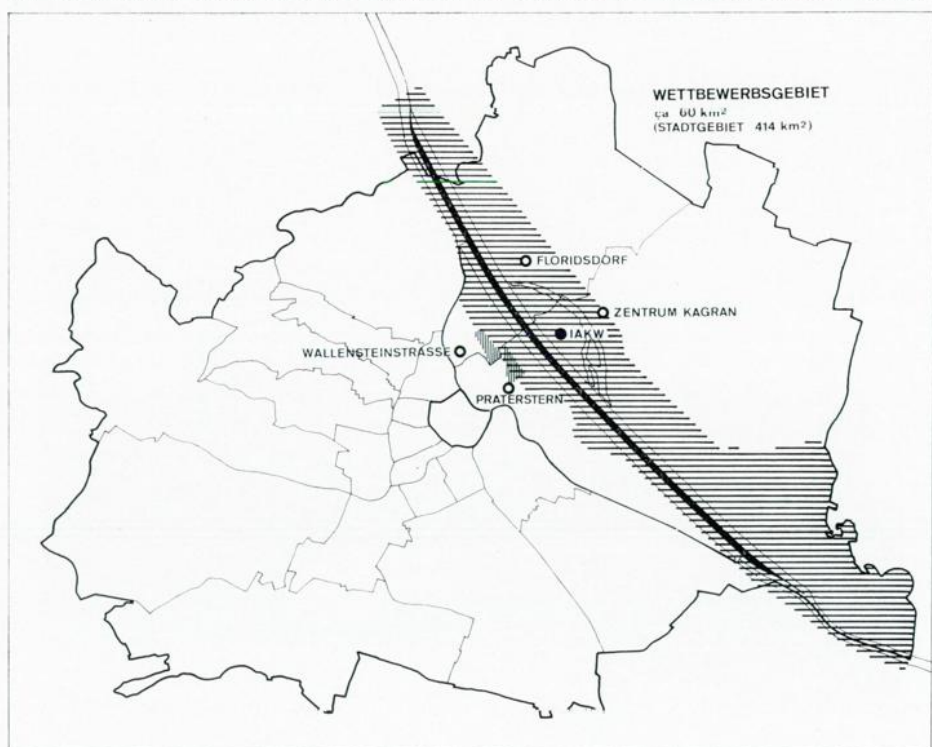 WETTBEWERBSGEBIET
ca 60 km²
(STADTGEBIET 414 km²)
FLORIDSDORF
ZENTRUM KAGRAN
IAKW
WALLENSTEINSTRASSE
PRATERSTERN